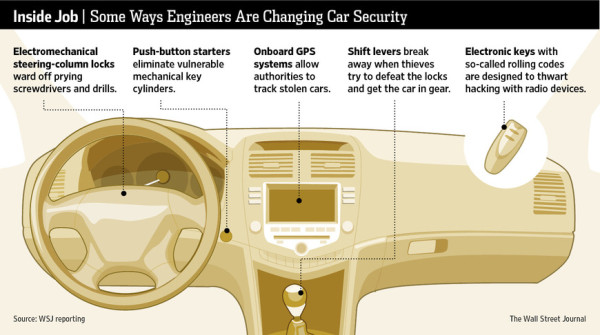 Inside Job | Some Ways Engineers Are Changing Car Security
Electromechanical
steering-column locks
ward off prying
screwdrivers and drills.
Push-button starters
eliminate vulnerable
mechanical key
cylinders.
Onboard GPS
systems allow
authorities to
track stolen cars.
Shift levers break
away when thieves
try to defeat the locks
and get the car in gear.
Electronic keys with
so-called rolling codes
are designed to thwart
hacking with radio devices.
Source: WSJ reporting
The Wall Street Journal